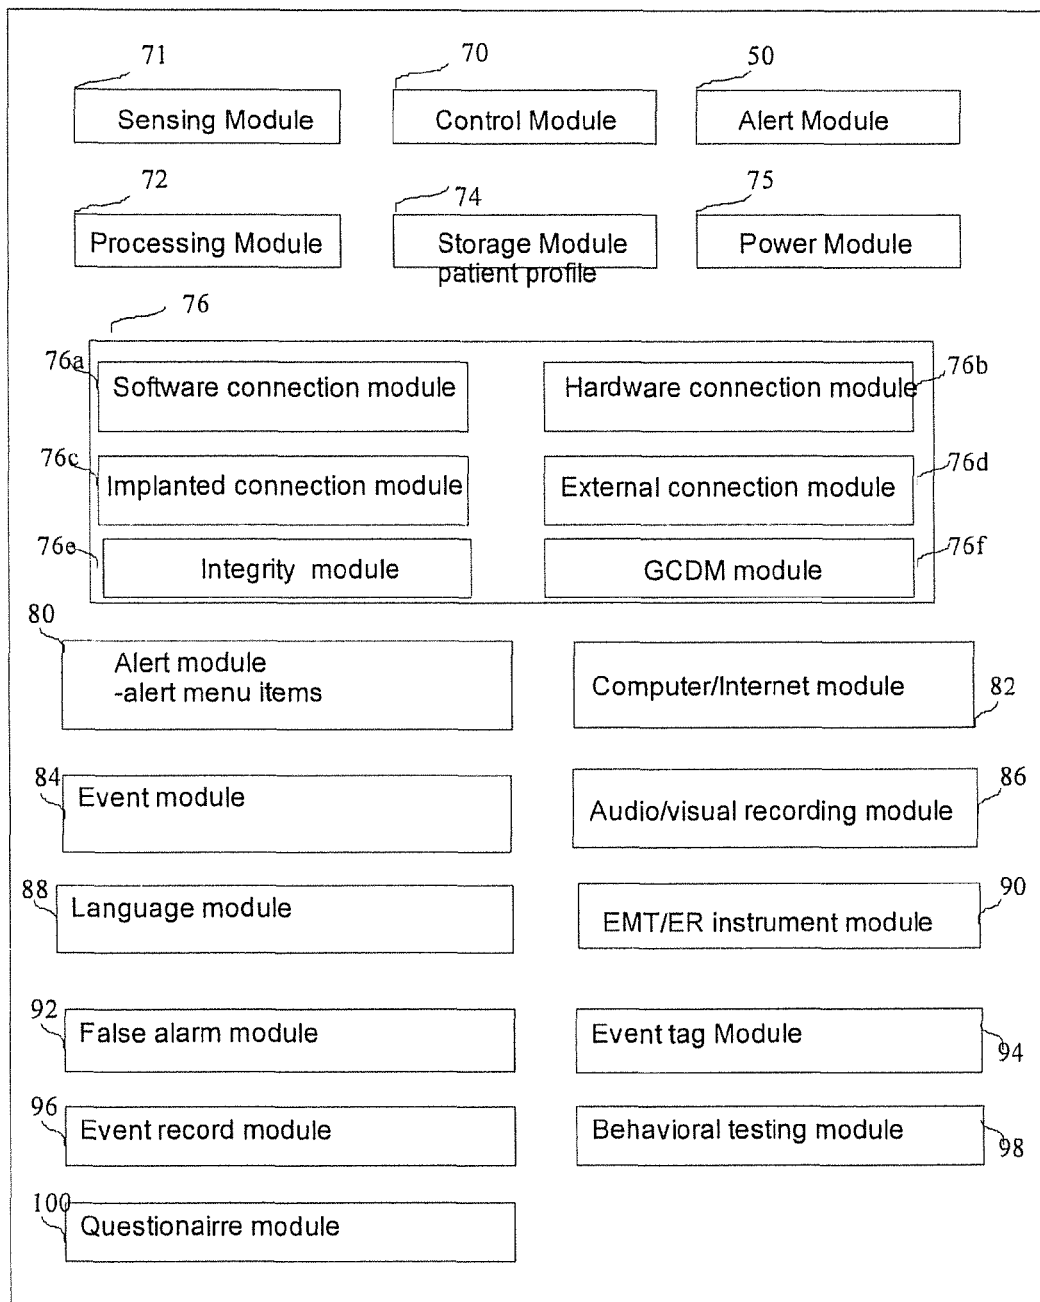 71 70 50
Sensing Module Control Module Alert Module
72 74 75
Processing Module Storage Module Power Module
patient profile
76
76a 76b
Software connection module Hardware connection module
76c 76d
Implanted connection module External connection module
76e 76f
Integrity module GCDM module
80
Alert module
-alert menu items
Computer/Internet module
82
84 86
Event module Audio/visual recording module
88 90
Language module EMT/ER instrument module
92
False alarm module Event tag Module
94
96
Event record module Behavioral testing module
98
100
Questionairre module